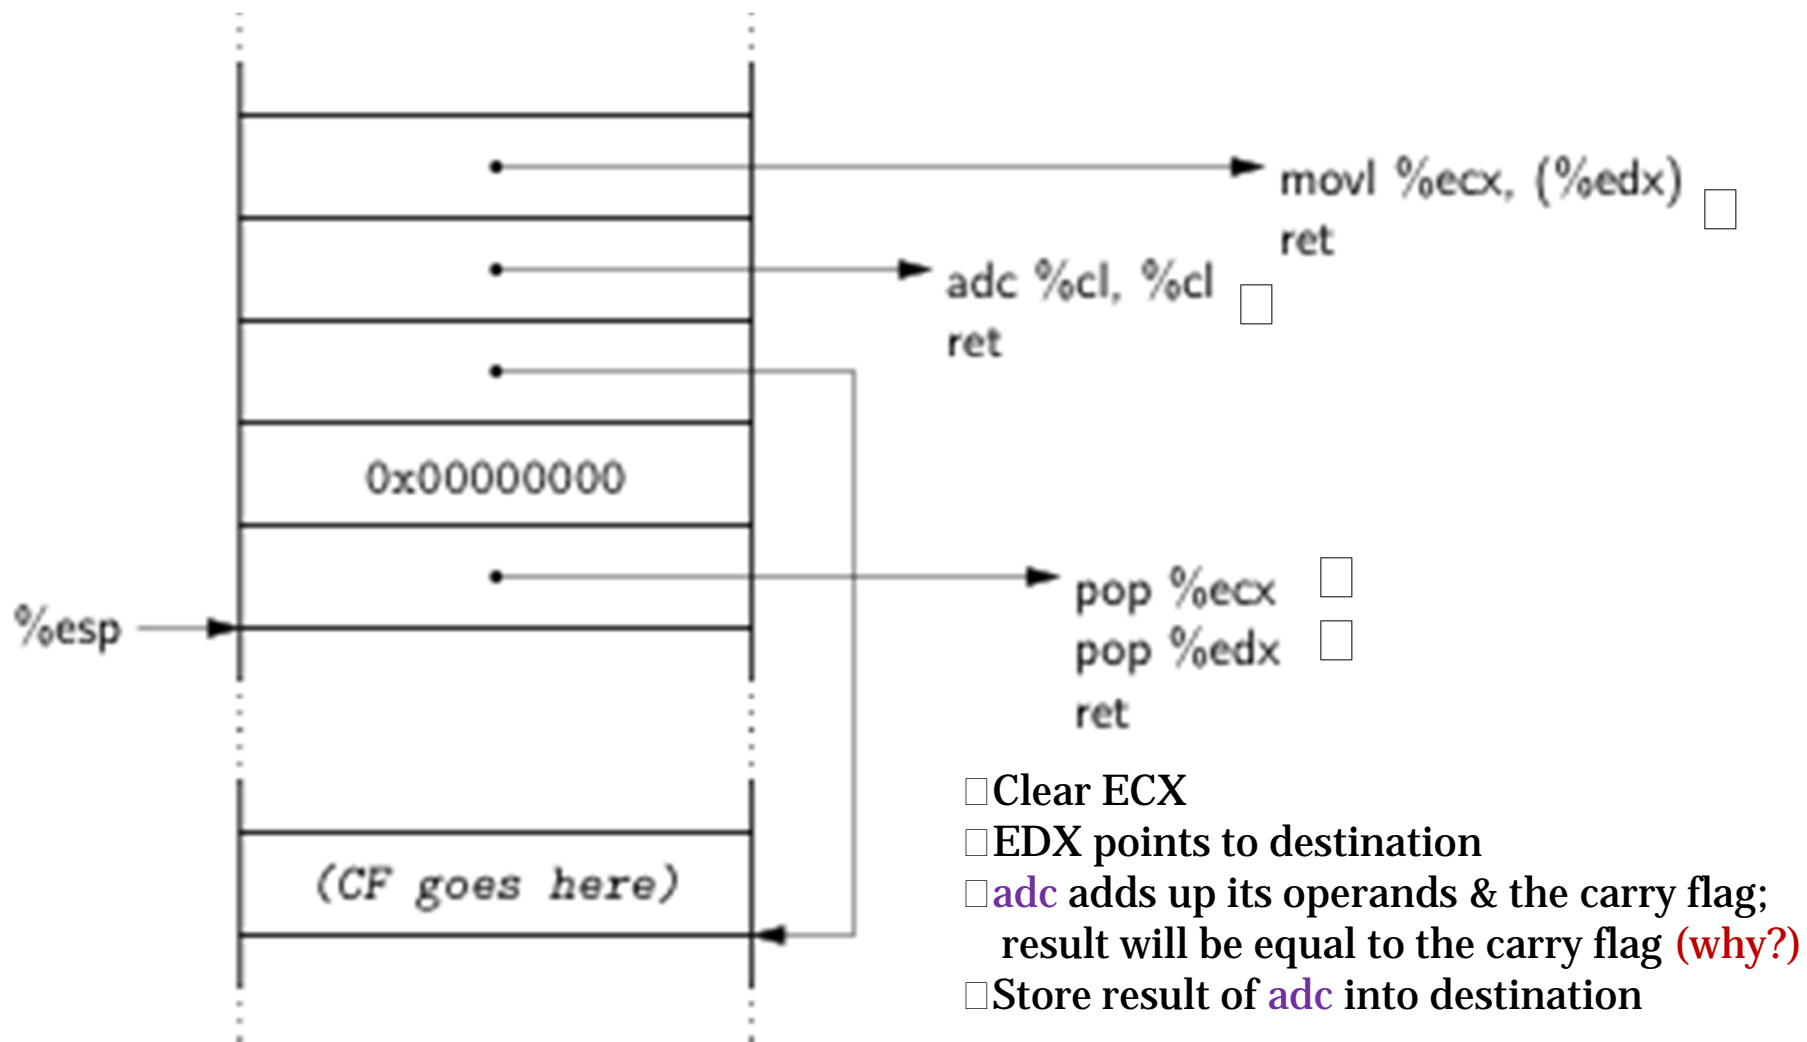 movl %ecx, (%edx)
ret
adc %cl, %cl
ret
0x00000000
%esp
pop %ecx
pop %edx
ret
(CF goes here)
Clear ECX
EDX points to destination
adc adds up its operands & the carry flag;
result will be equal to the carry flag (why?)
Store result of adc into destination